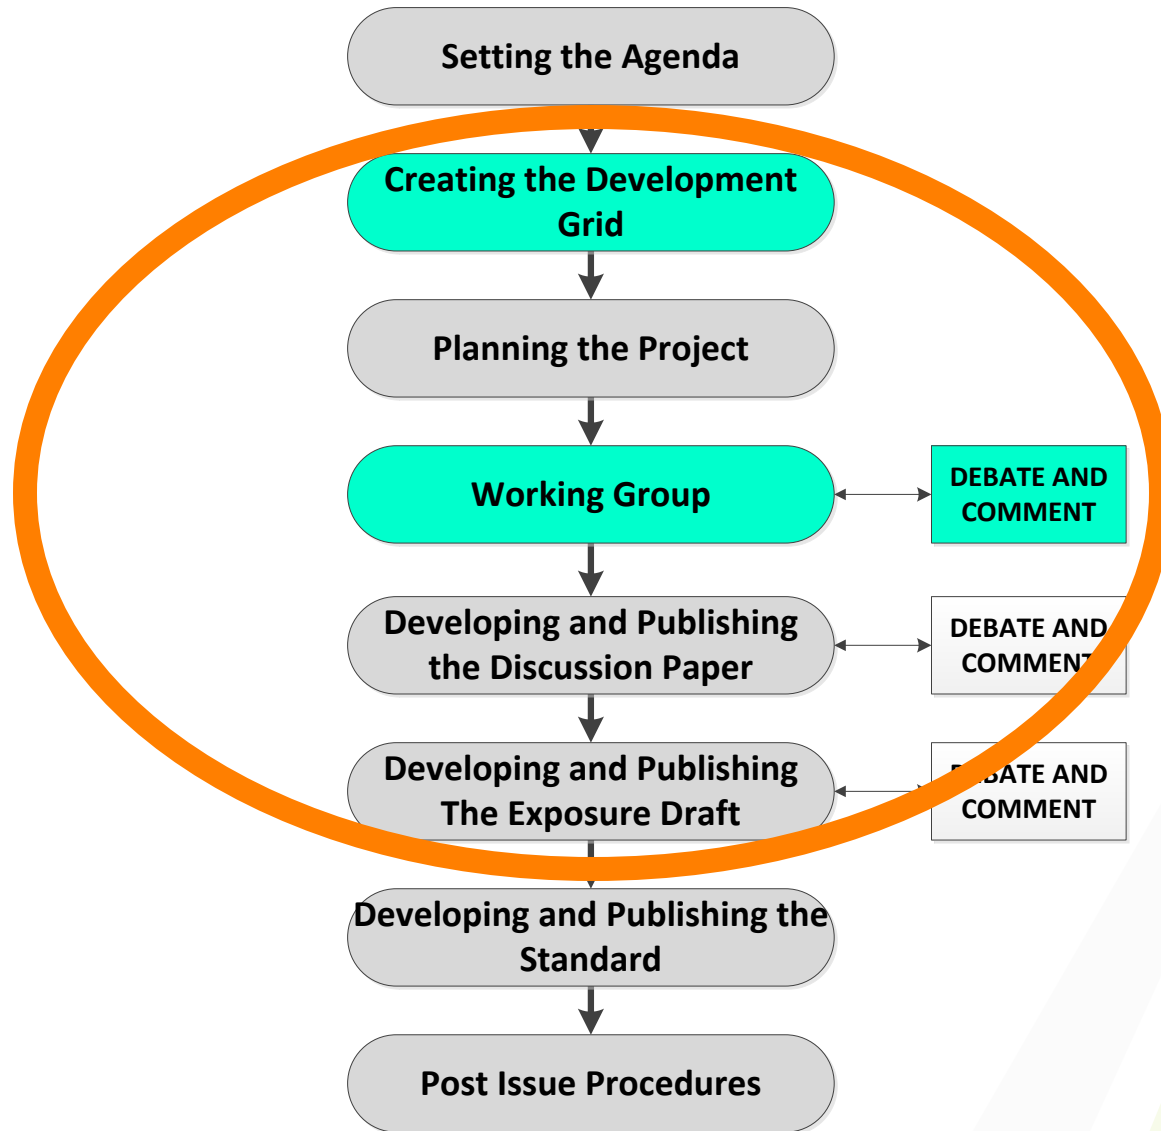 Setting the Agenda
Creating the Development
Grid
Planning the Project
Working Group
DEBATE AND
COMMENT
Developing and Publishing
the Discussion Paper
DEBATE AND
COMMENT
Developing and Publishing
The Exposure Draft
DEBATE AND
COMMENT
Developing and Publishing the
Standard
Post Issue Procedures